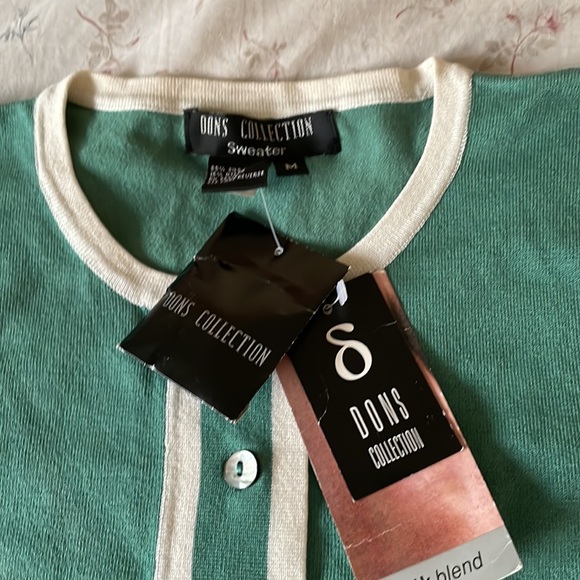 DONS COLLECTION
Sweater
M
DONS COLLECTION
δ
DONS
COLLECTION
blend